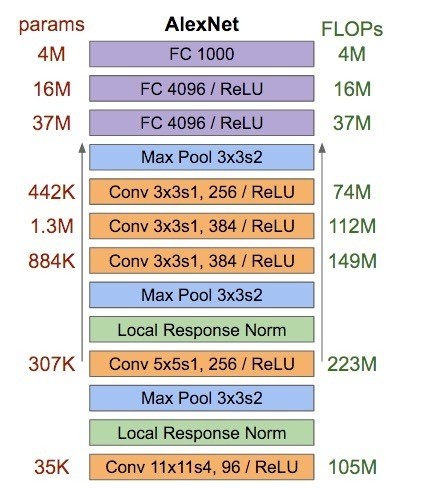 params AlexNet FLOPs
4M FC 1000 4M
16M FC 4096 / ReLU 16M
37M FC 4096 / ReLU 37M
Max Pool 3x3s2
442K Conv 3x3s1, 256 / ReLU 74M
1.3M Conv 3x3s1, 384 / ReLU 112M
884K Conv 3x3s1, 384 / ReLU 149M
Max Pool 3x3s2
Local Response Norm
307K Conv 5x5s1, 256 / ReLU 223M
Max Pool 3x3s2
Local Response Norm
35K Conv 11x11s4, 96 / ReLU 105M